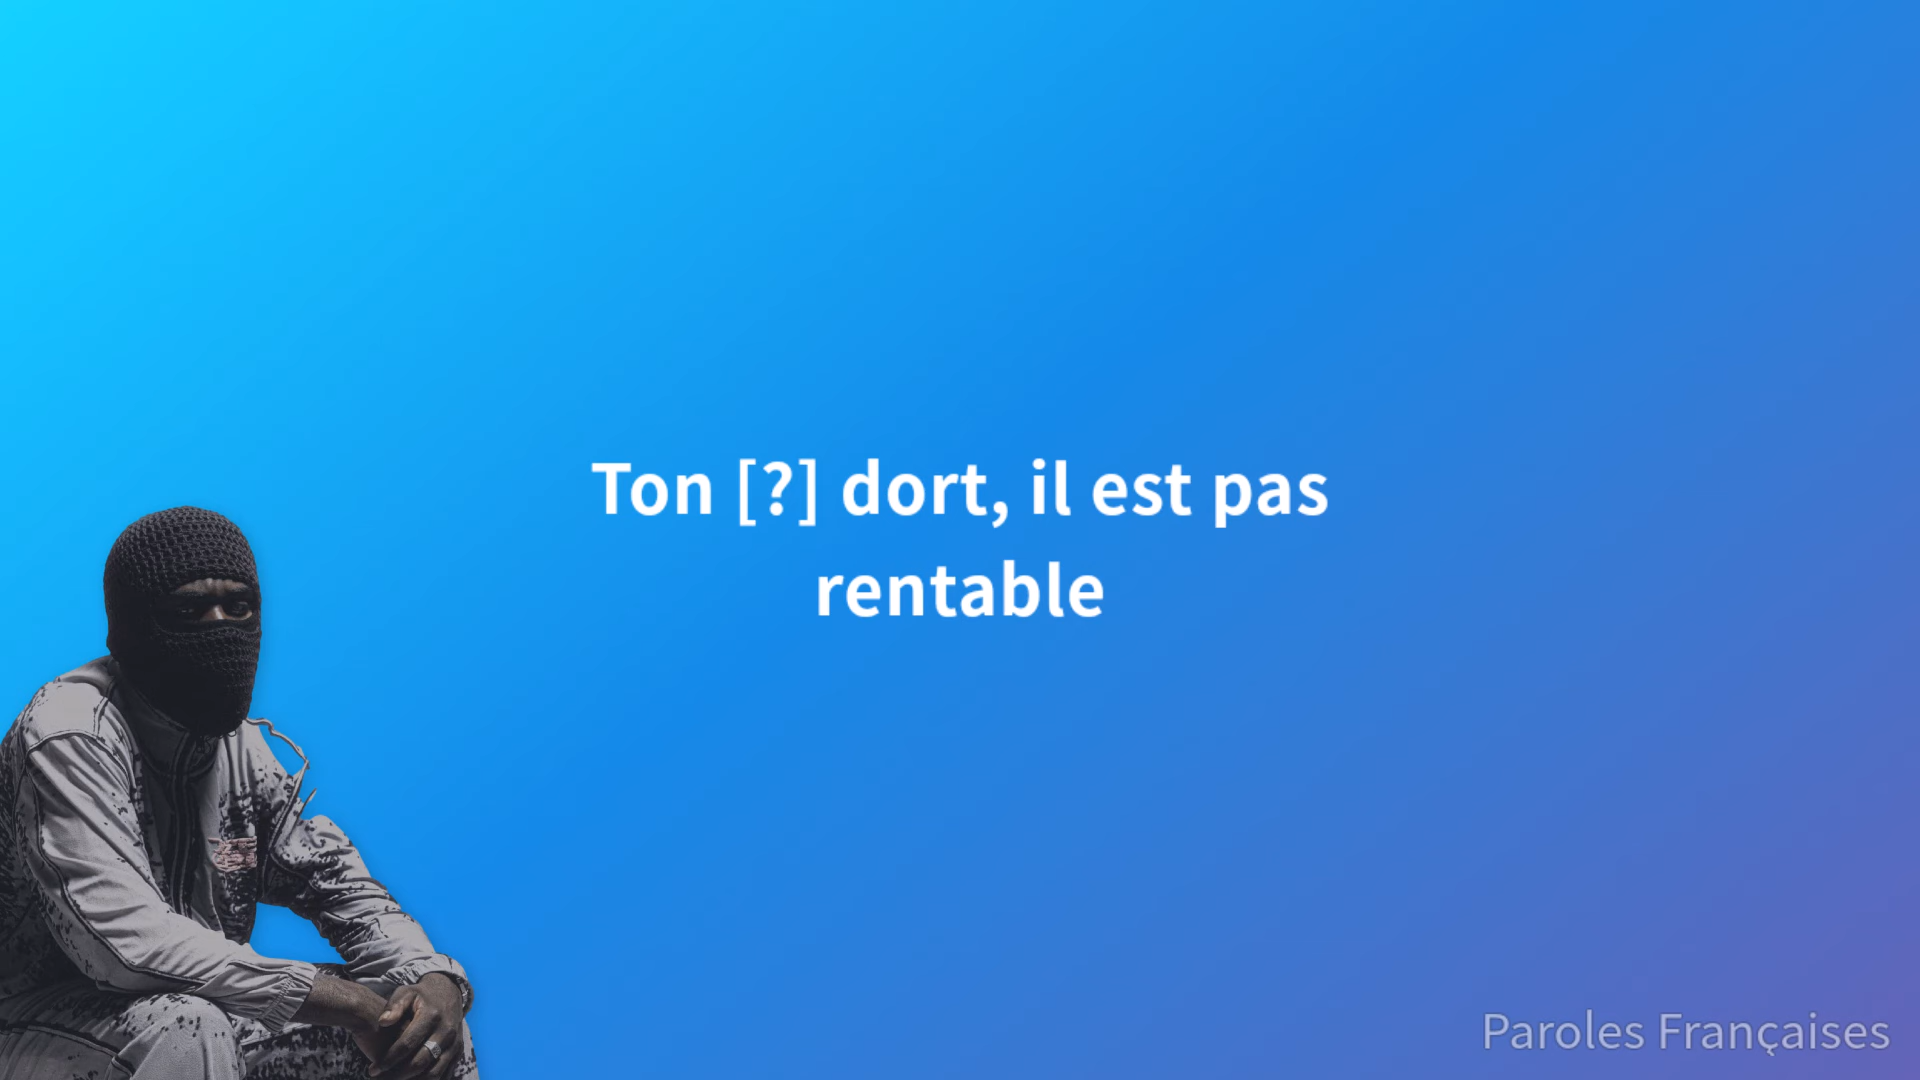 Ton [?] dort, il est pas
rentable
Paroles Françaises